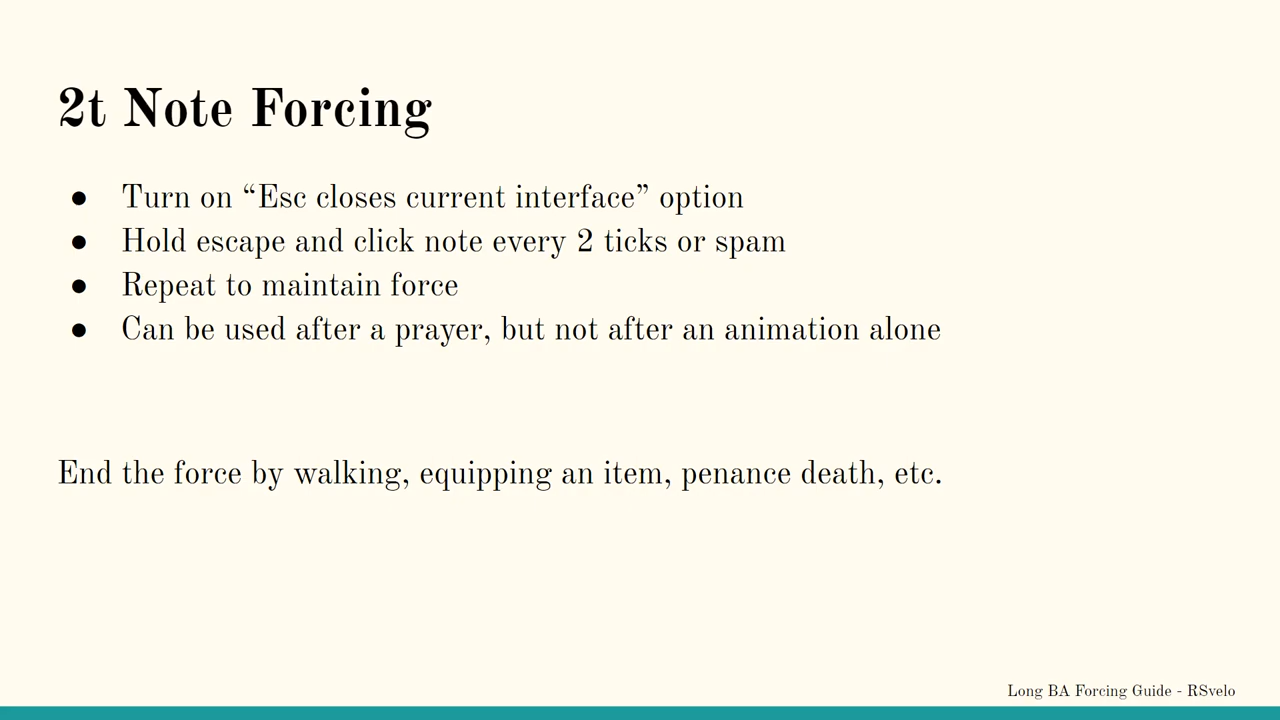 2t Note Forcing
● Turn on “Esc closes current interface” option
● Hold escape and click note every 2 ticks or spam
● Repeat to maintain force
● Can be used after a prayer, but not after an animation alone
End the force by walking, equipping an item, penance death, etc.
Long BA Forcing Guide - RSvelo